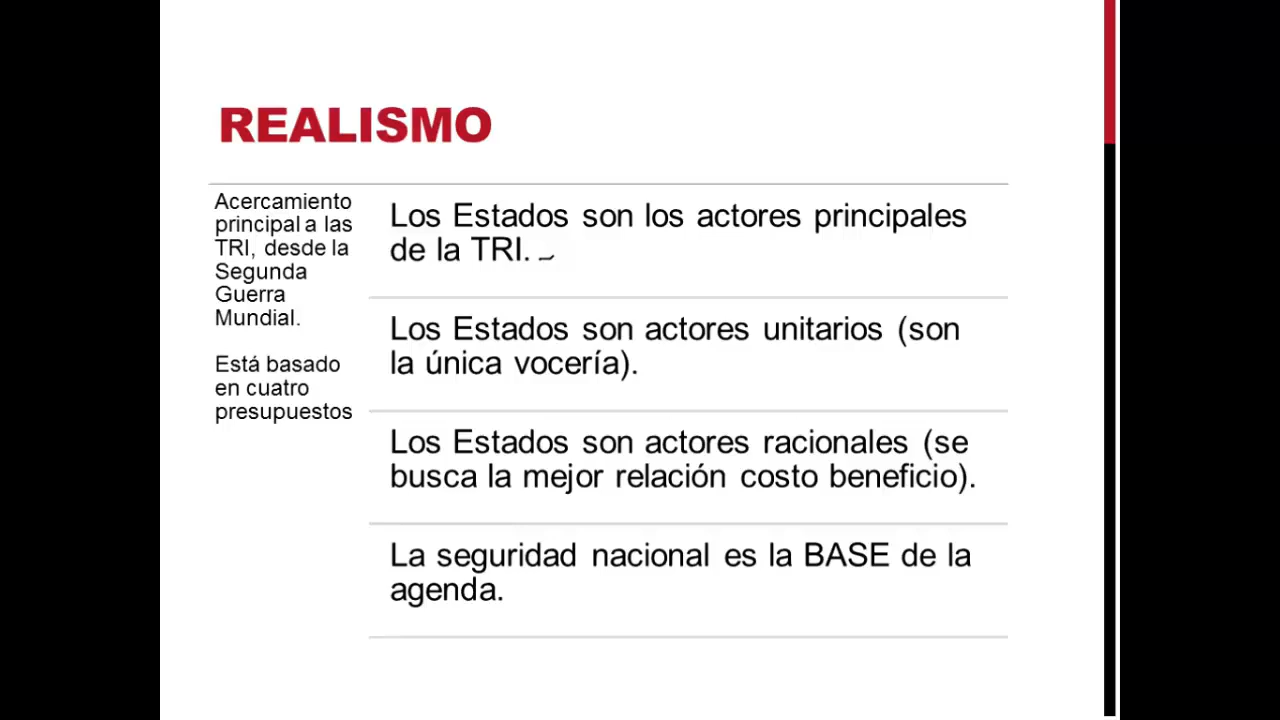 REALISMO
Acercamiento
principal a las
TRI, desde la
Segunda
Guerra
Mundial.
Está basado
en cuatro
presupuestos
Los Estados son los actores principales
de la TRI.
Los Estados son actores unitarios (son
la única vocería).
Los Estados son actores racionales (se
busca la mejor relación costo beneficio).
La seguridad nacional es la BASE de la
agenda.